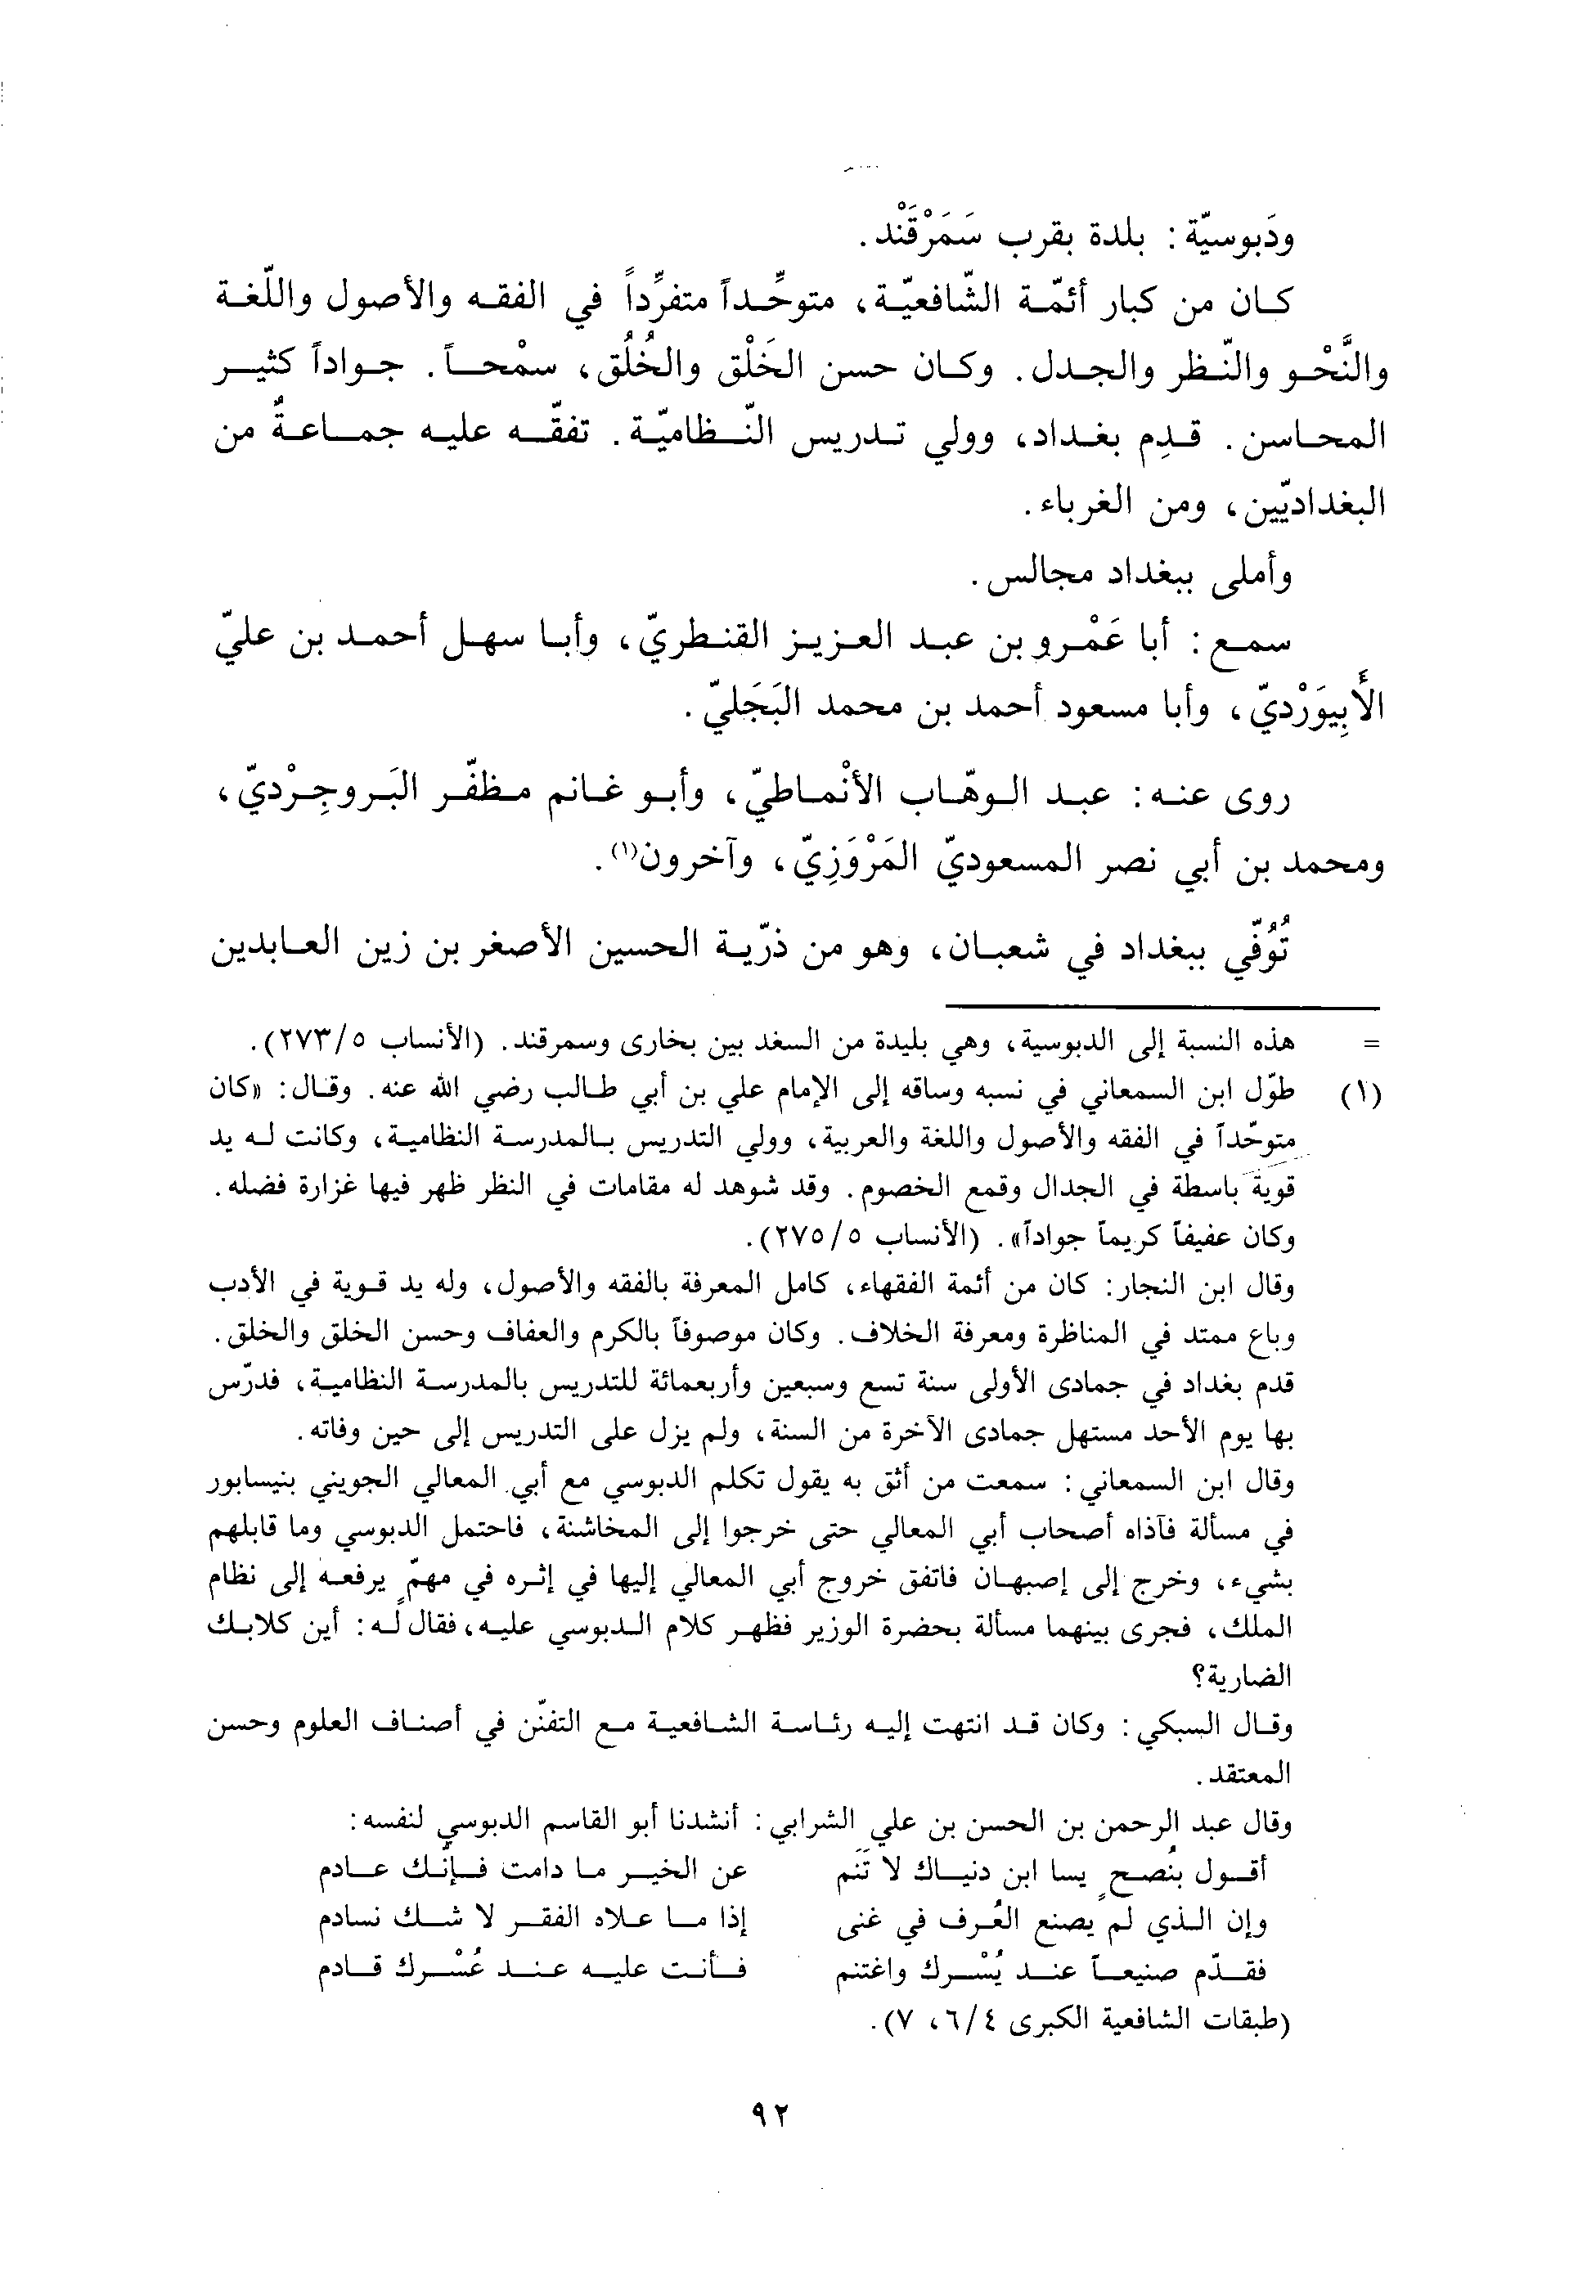 ودَبوسيّة: بلدة بقرب سَمَرْقَنْد.
كان من كبار أئمّة الشّافعيّة، متوحِّداً متفرِّداً في الفقه والأصول واللّغة
والنَّحْو والنّظر والجدل. وكان حسن الخَلْق والخُلُق، سمْحاً. جواداً كثير
المحاسن. قدِم بغداد، وولي تدريس النّظاميّة. تفقّه عليه جماعةٌ من
البغداديّين، ومن الغرباء.
وأملى ببغداد مجالس.
سمع: أبا عَمْرو بن عبد العزيز القنطريّ، وأبا سهل أحمد بن عليّ
الأَبِيوَرْديّ، وأبا مسعود أحمد بن محمد البَجَليّ.
روى عنه: عبد الوهّاب الأنْماطيّ، وأبو غانم مظفّر البَروجِرْديّ،
ومحمد بن أبي نصر المسعوديّ المَرْوَزِيّ، وآخرون(١).
تُوُفّي ببغداد في شعبان، وهو من ذرّية الحسين الأصغر بن زين العابدين
= هذه النسبة إلى الدبوسية، وهي بليدة من السغد بين بخارى وسمرقند. (الأنساب ٢٧٣/٥).
(١) طوّل ابن السمعاني في نسبه وساقه إلى الإمام علي بن أبي طالب رضي الله عنه. وقال: «كان
متوحّداً في الفقه والأصول واللغة والعربية، وولي التدريس بالمدرسة النظامية، وكانت له يد
قوية باسطة في الجدال وقمع الخصوم. وقد شوهد له مقامات في النظر ظهر فيها غزارة فضله.
وكان عفيفاً كريماً جواداً». (الأنساب ٢٧٥/٥).
وقال ابن النجار: كان من أئمة الفقهاء، كامل المعرفة بالفقه والأصول، وله يد قوية في الأدب
وباع ممتد في المناظرة ومعرفة الخلاف. وكان موصوفاً بالكرم والعفاف وحسن الخلق والخلق.
قدم بغداد في جمادى الأولى سنة تسع وسبعين وأربعمائة للتدريس بالمدرسة النظامية، فدرّس
بها يوم الأحد مستهل جمادى الآخرة من السنة، ولم يزل على التدريس إلى حين وفاته.
وقال ابن السمعاني: سمعت من أثق به يقول تكلم الدبوسي مع أبي المعالي الجويني بنيسابور
في مسألة فآذاه أصحاب أبي المعالي حتى خرجوا إلى المخاشنة، فاحتمل الدبوسي وما قابلهم
بشيء، وخرج إلى إصبهان فاتفق خروج أبي المعالي إليها في إثره في مهمّ يرفعه إلى نظام
الملك، فجرى بينهما مسألة بحضرة الوزير فظهر كلام الدبوسي عليه، فقال له: أين كلابك
الضارية؟
وقال السبكي: وكان قد انتهت إليه رئاسة الشافعية مع التفنّن في أصناف العلوم وحسن
المعتقد.
وقال عبد الرحمن بن الحسن بن علي الشرابي: أنشدنا أبو القاسم الدبوسي لنفسه:
أقول بنُصحٍ يا ابن دنياك لا تَنَم عن الخير ما دامت فإنّك عادم
وإن الذي لم يصنع العُرف في غنى إذا ما علاه الفقر لا شك نادم
فقدّم صنيعاً عند يُسْرك واغتنم فأنت عليه عند عُسْرك قادم
(طبقات الشافعية الكبرى ٦/٤، ٧).
٩٢